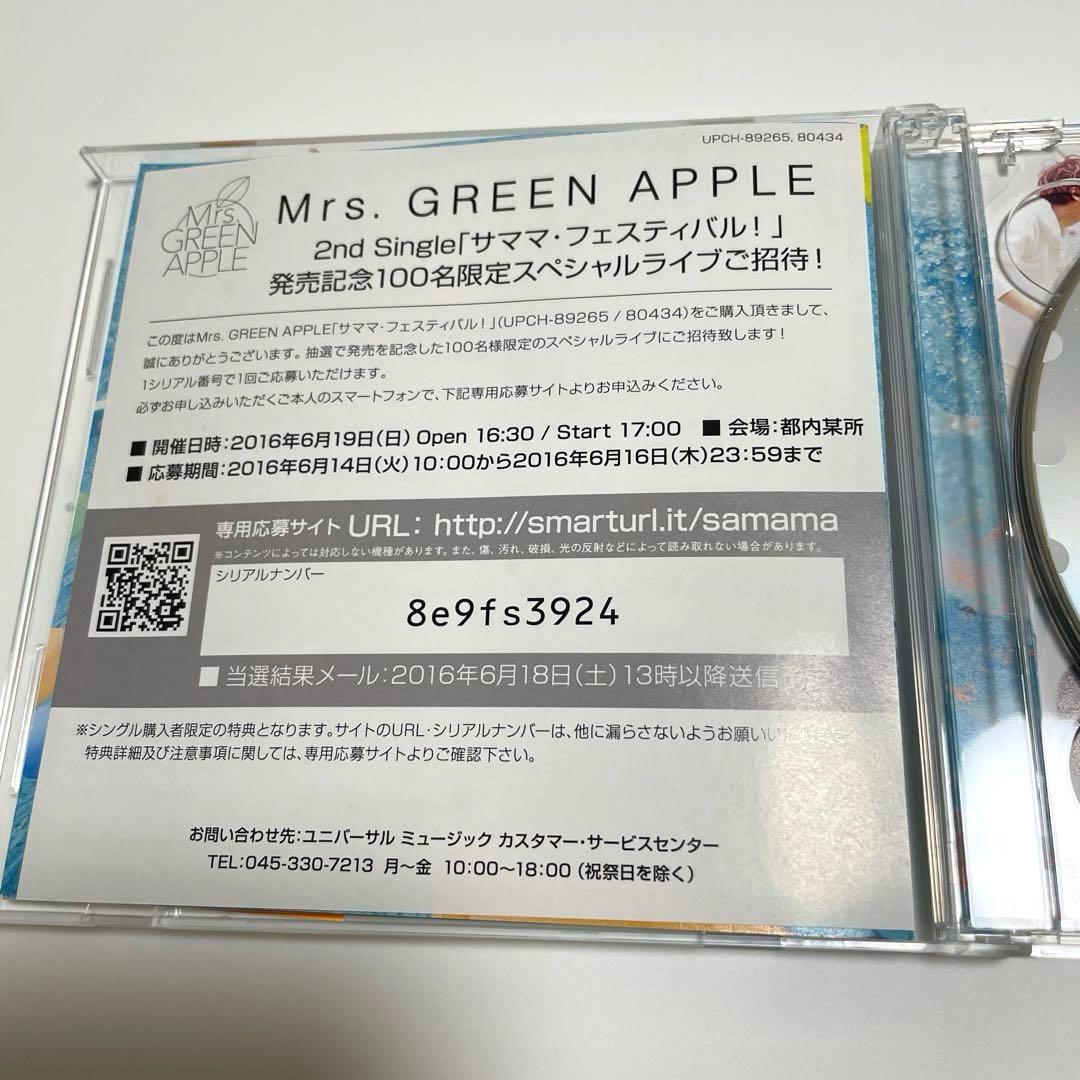 UPCH-89265, 80434
Mrs.
GREEN
APPLE
Mrs. GREEN APPLE
2nd Single「サママ・フェスティバル！」
発売記念100名限定スペシャルライブご招待！
この度はMrs. GREEN APPLE「サママ・フェスティバル！」(UPCH-89265 / 80434)をご購入頂きまして、
誠にありがとうございます。抽選で発売を記念した100名様限定のスペシャルライブにご招待致します！
1シリアル番号で1回ご応募いただけます。
必ずお申し込みいただくご本人のスマートフォンで、下記専用応募サイトよりお申込みください。
■ 開催日時：2016年6月19日(日) Open 16:30 / Start 17:00 ■ 会場：都内某所
■ 応募期間：2016年6月14日(火)10:00から2016年6月16日(木)23:59まで
専用応募サイト URL： http://smarturl.it/samama
※コンテンツによっては対応しない機種があります。また、傷、汚れ、破損、光の反射などによって読み取れない場合があります。
シリアルナンバー
8e9fs3924
■ 当選結果メール：2016年6月18日(土)13時以降送信
※シングル購入者限定の特典となります。サイトのURL・シリアルナンバーは、他に漏らさないようお願いい
特典詳細及び注意事項に関しては、専用応募サイトよりご確認下さい。
お問い合わせ先：ユニバーサル ミュージック カスタマー・サービスセンター
TEL：045-330-7213 月～金 10:00～18:00 (祝祭日を除く)